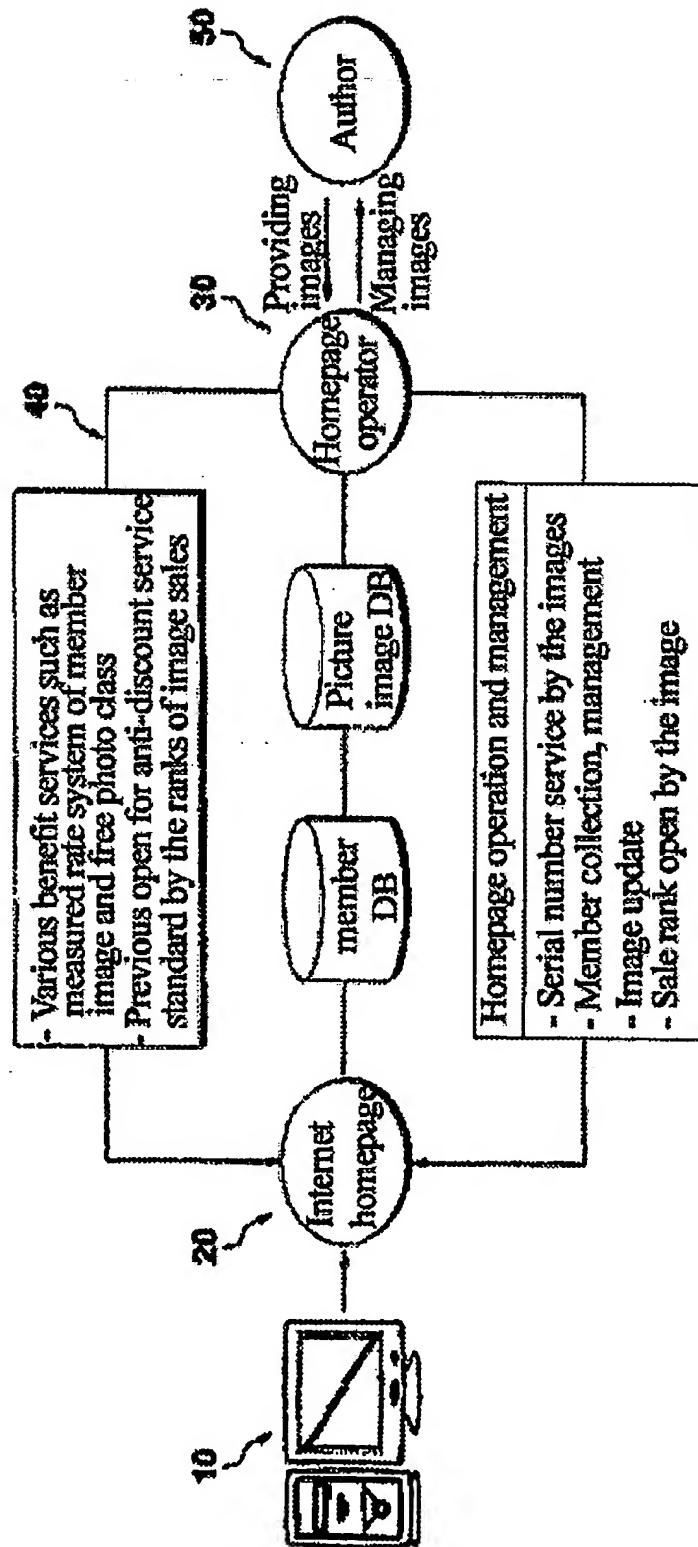 10
20
Internet
homepage
- Various benefit services such as
measured rate system of member
image and free photo class
- Previous open for anti-discount service
standard by the ranks of image sales
40
member
DB
Picture
image DB
Homepage operation and management
- Serial number service by the images
- Member collection, management
- Image update
- Sale rank open by the image
30
Homepage
operator
Providing
images
Managing
images
50
Author